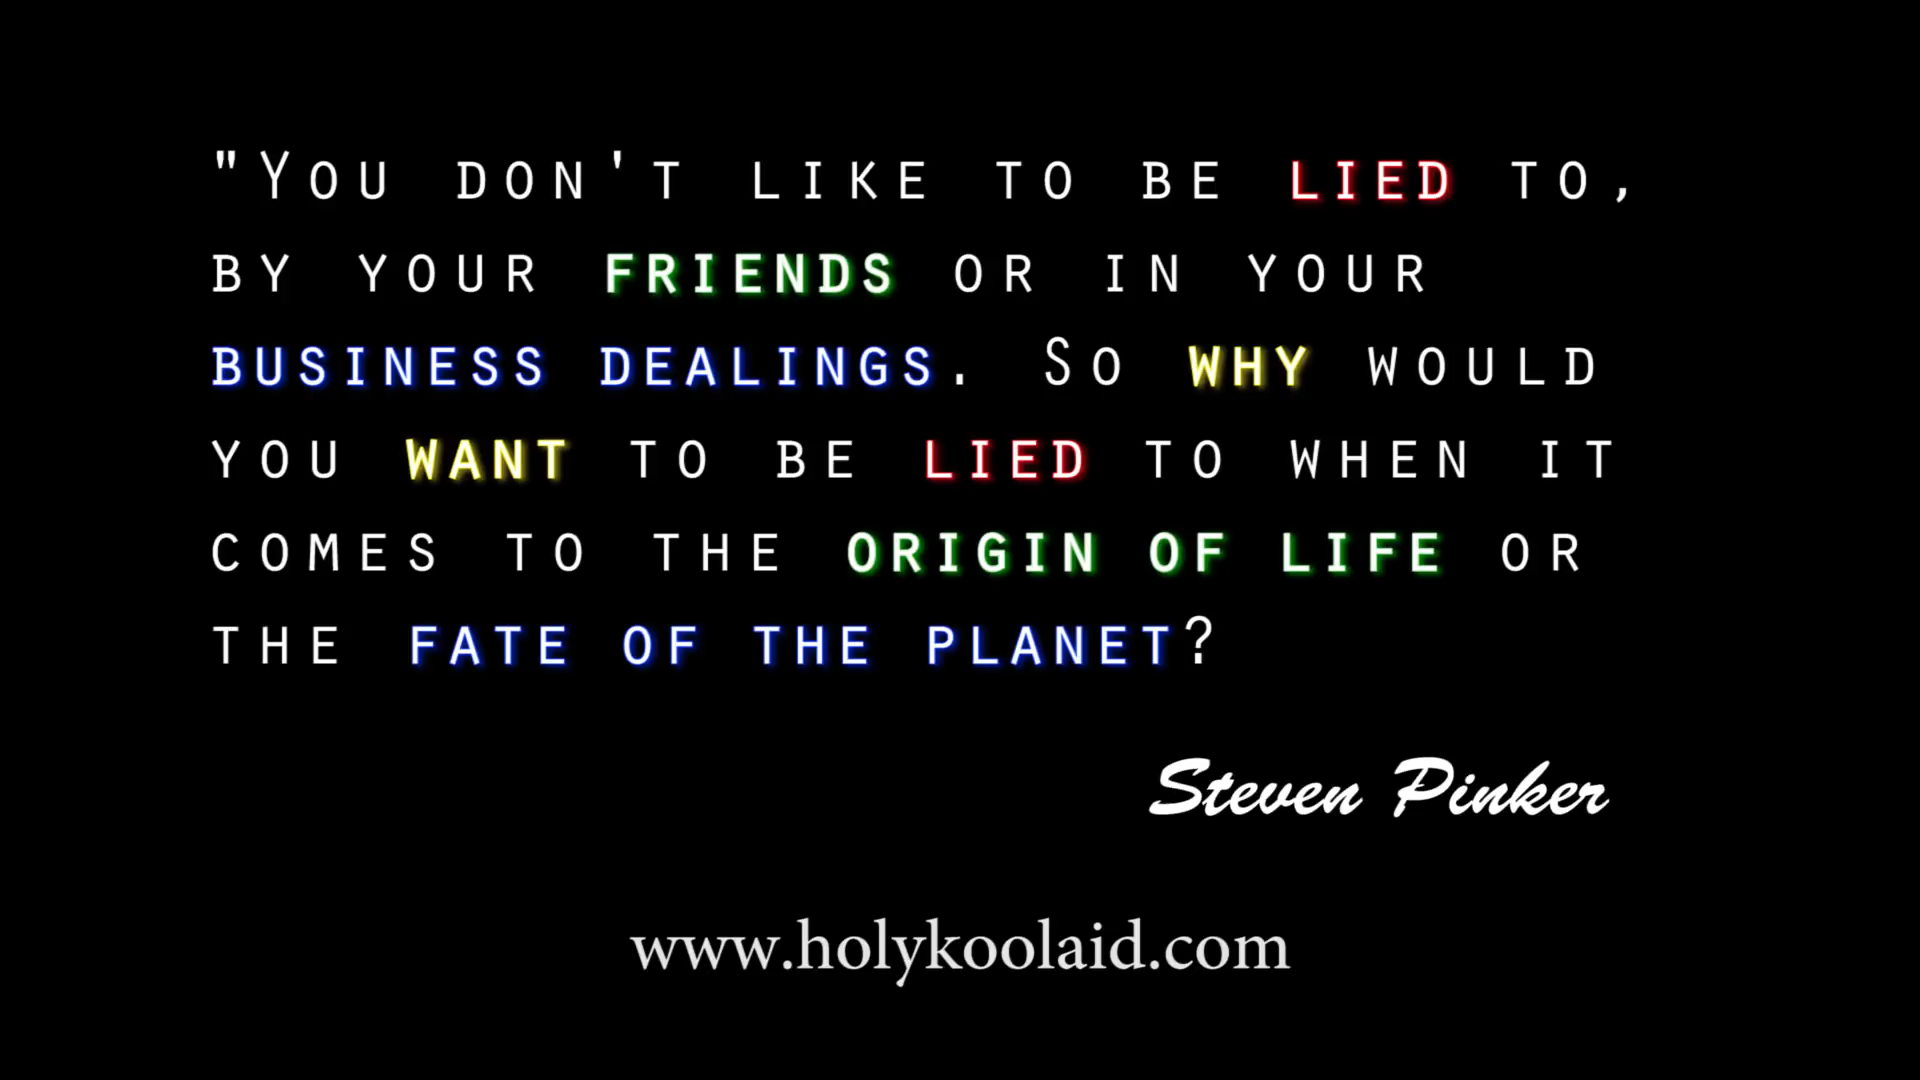 "You don't like to be lied to,
by your friends or in your
business dealings. So why would
you want to be lied to when it
comes to the origin of life or
the fate of the planet?
Steven Pinker
www.holykoolaid.com